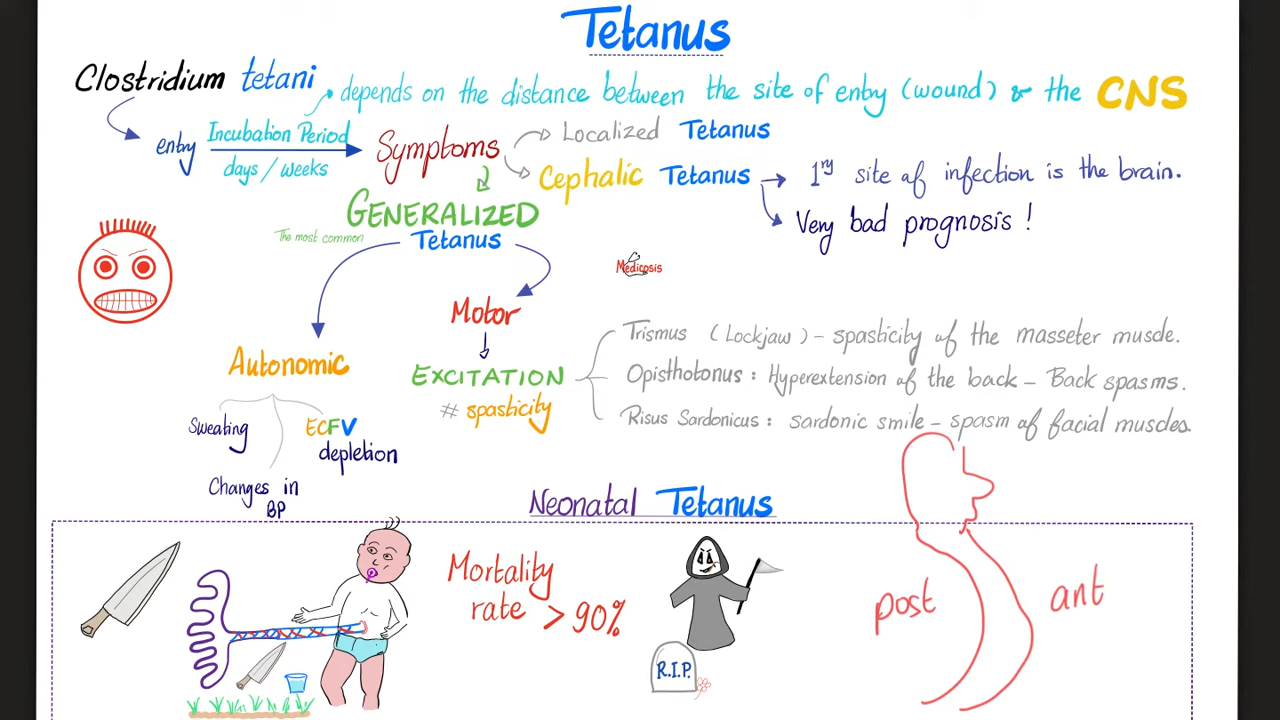 Tetanus
Clostridium tetani
depends on the distance between the site of entry (wound) & the CNS
entry
Incubation Period
days / weeks
Symptoms
Localized Tetanus
Cephalic Tetanus
1ry site of infection is the brain.
Very bad prognosis !
GENERALIZED
The most common
Tetanus
Medicosis
Motor
Autonomic
EXCITATION
# spasticity
Trismus (Lockjaw) - spasticity of the masseter muscle.
Opisthotonus : Hyperextension of the back - Back spasms.
Risus Sardonicus : sardonic smile - spasm of facial muscles.
Sweating
ECFV
depletion
Changes in
BP
Neonatal Tetanus
Mortality
rate > 90%
R.I.P.
post
ant